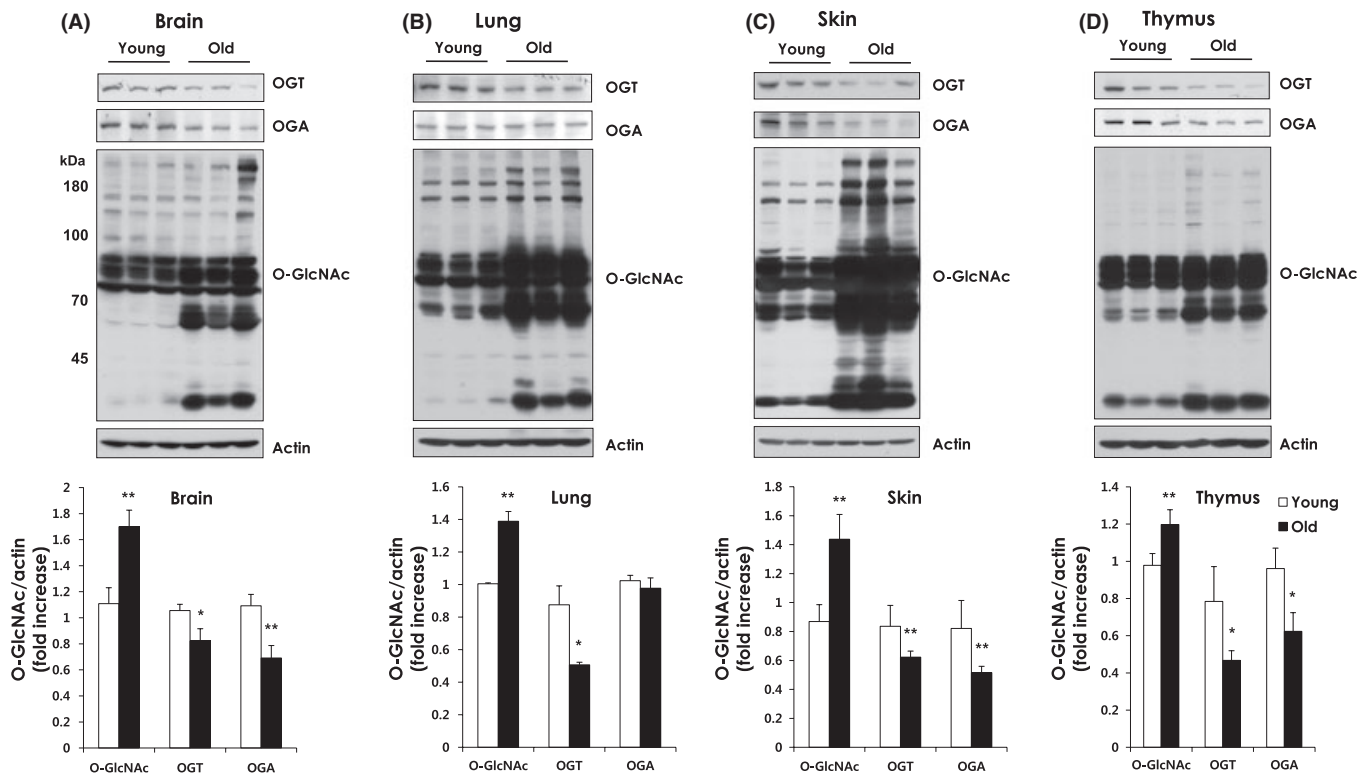 (A) Brain
Young Old
OGT
OGA
kDa
180
100
O-GlcNAc
70
45
Actin
(B) Lung
Young Old
OGT
OGA
O-GlcNAc
Actin
(C) Skin
Young Old
OGT
OGA
O-GlcNAc
Actin
(D) Thymus
Young Old
OGT
OGA
O-GlcNAc
Actin
O-GlcNAc/actin
(fold increase)
Brain
2
1.8
1.6
1.4
1.2
1
0.8
0.6
0.4
0.2
0
**
*
**
O-GlcNAc OGT OGA
O-GlcNAc/actin
(fold increase)
Lung
1.6
1.4
1.2
1
0.8
0.6
0.4
0.2
0
**
*
O-GlcNAc OGT OGA
O-GlcNAc/actin
(fold increase)
Skin
1.8
1.6
1.4
1.2
1
0.8
0.6
0.4
0.2
0
**
**
**
O-GlcNAc OGT OGA
O-GlcNAc/actin
(fold increase)
Thymus
Young
Old
1.4
1.2
1
0.8
0.6
0.4
0.2
0
**
*
*
O-GlcNAc OGT OGA